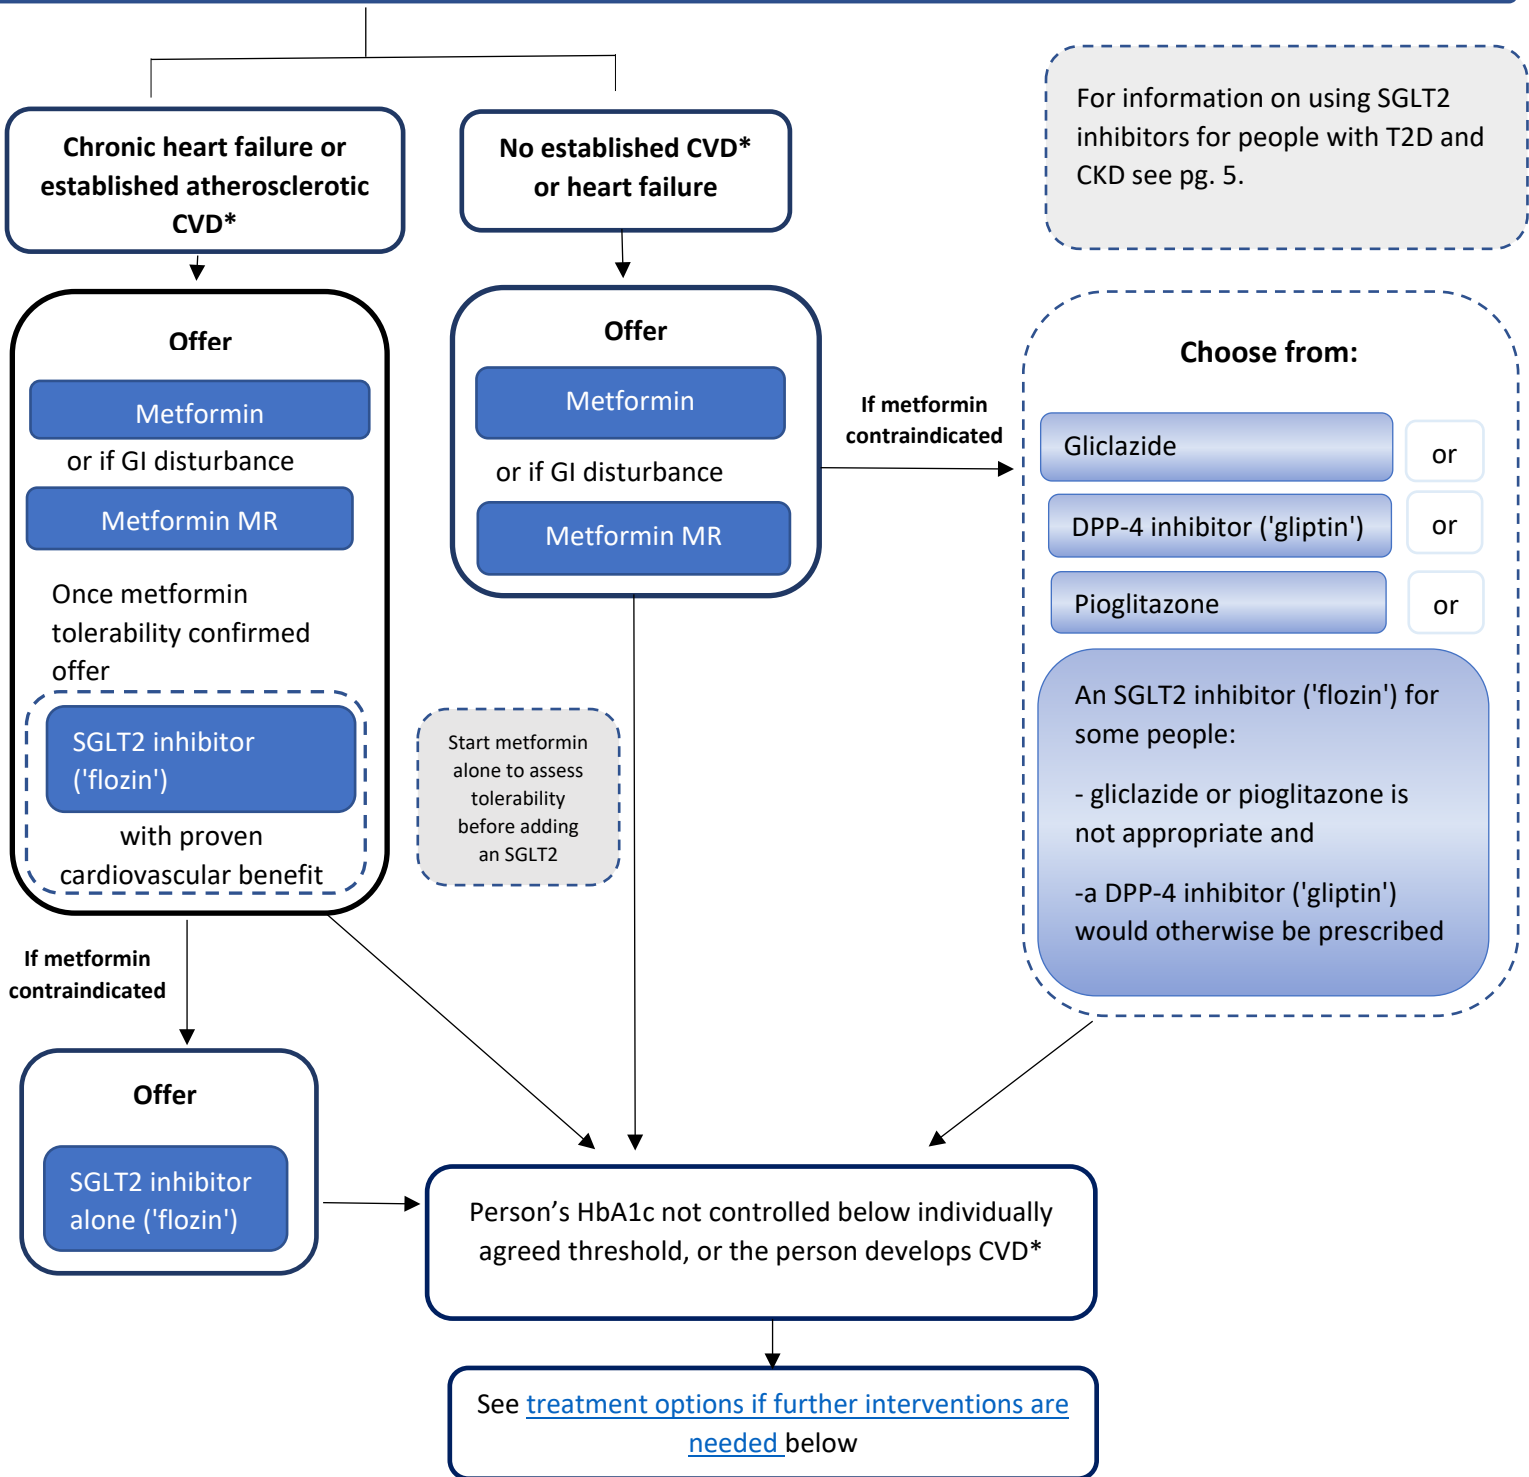 Chronic heart failure or
established atherosclerotic
CVD*
No established CVD*
or heart failure
For information on using SGLT2
inhibitors for people with T2D and
CKD see pg. 5.
Offer
Metformin
or if GI disturbance
Metformin MR
Once metformin
tolerability confirmed
offer
SGLT2 inhibitor
('flozin')
with proven
cardiovascular benefit
Offer
Metformin
or if GI disturbance
Metformin MR
If metformin
contraindicated
Choose from:
Gliclazide
or
DPP-4 inhibitor ('gliptin')
or
Pioglitazone
or
An SGLT2 inhibitor ('flozin') for
some people:
- gliclazide or pioglitazone is
not appropriate and
-a DPP-4 inhibitor ('gliptin')
would otherwise be prescribed
Start metformin
alone to assess
tolerability
before adding
an SGLT2
If metformin
contraindicated
Offer
SGLT2 inhibitor
alone ('flozin')
Person’s HbA1c not controlled below individually
agreed threshold, or the person develops CVD*
See treatment options if further interventions are
needed below